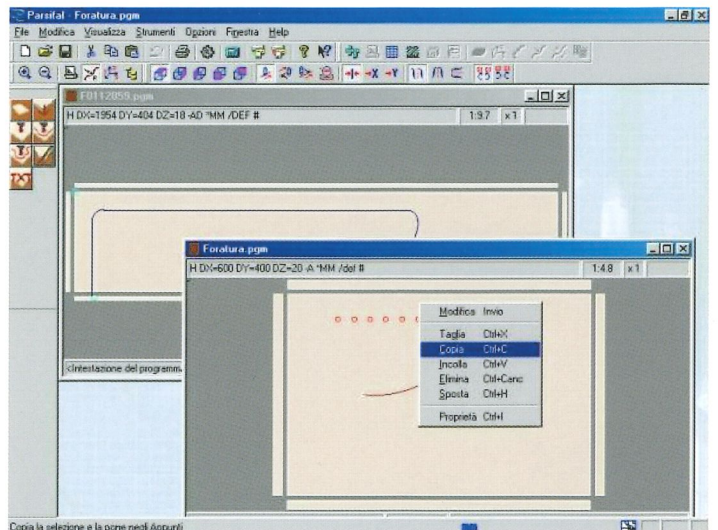 Parsifal - Foratura.pgm
File Modifica Visualizza Strumenti Opzioni Finestra Help
F0112059.pgm
H DX=1954 DY=404 DZ=18 -AD *MM /DEF # 1:9.7 x1
Foratura.pgm
H DX=600 DY=400 DZ=20 -A *MM /def # 1:4.8 x1
Modifica Invio
Taglia Ctrl+X
Copia Ctrl+C
Incolla Ctrl+V
Elimina Ctrl+Canc
Sposta Ctrl+H
Proprietà Ctrl+I
<Intestazione del programm
Copia la selezione e la pone negli Appunti